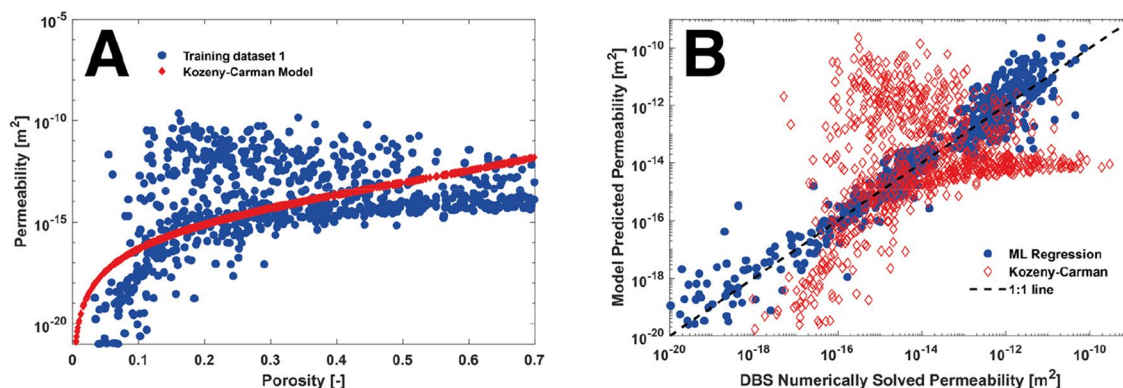 A
Permeability [m²]
10⁻⁵
10⁻¹⁰
10⁻¹⁵
10⁻²⁰
Training dataset 1
Kozeny-Carman Model
0 0.1 0.2 0.3 0.4 0.5 0.6 0.7
Porosity [-]
B
Model Predicted Permeability [m²]
10⁻¹⁰
10⁻¹²
10⁻¹⁴
10⁻¹⁶
10⁻¹⁸
10⁻²⁰
ML Regression
Kozeny-Carman
1:1 line
10⁻²⁰ 10⁻¹⁸ 10⁻¹⁶ 10⁻¹⁴ 10⁻¹² 10⁻¹⁰
DBS Numerically Solved Permeability [m²]